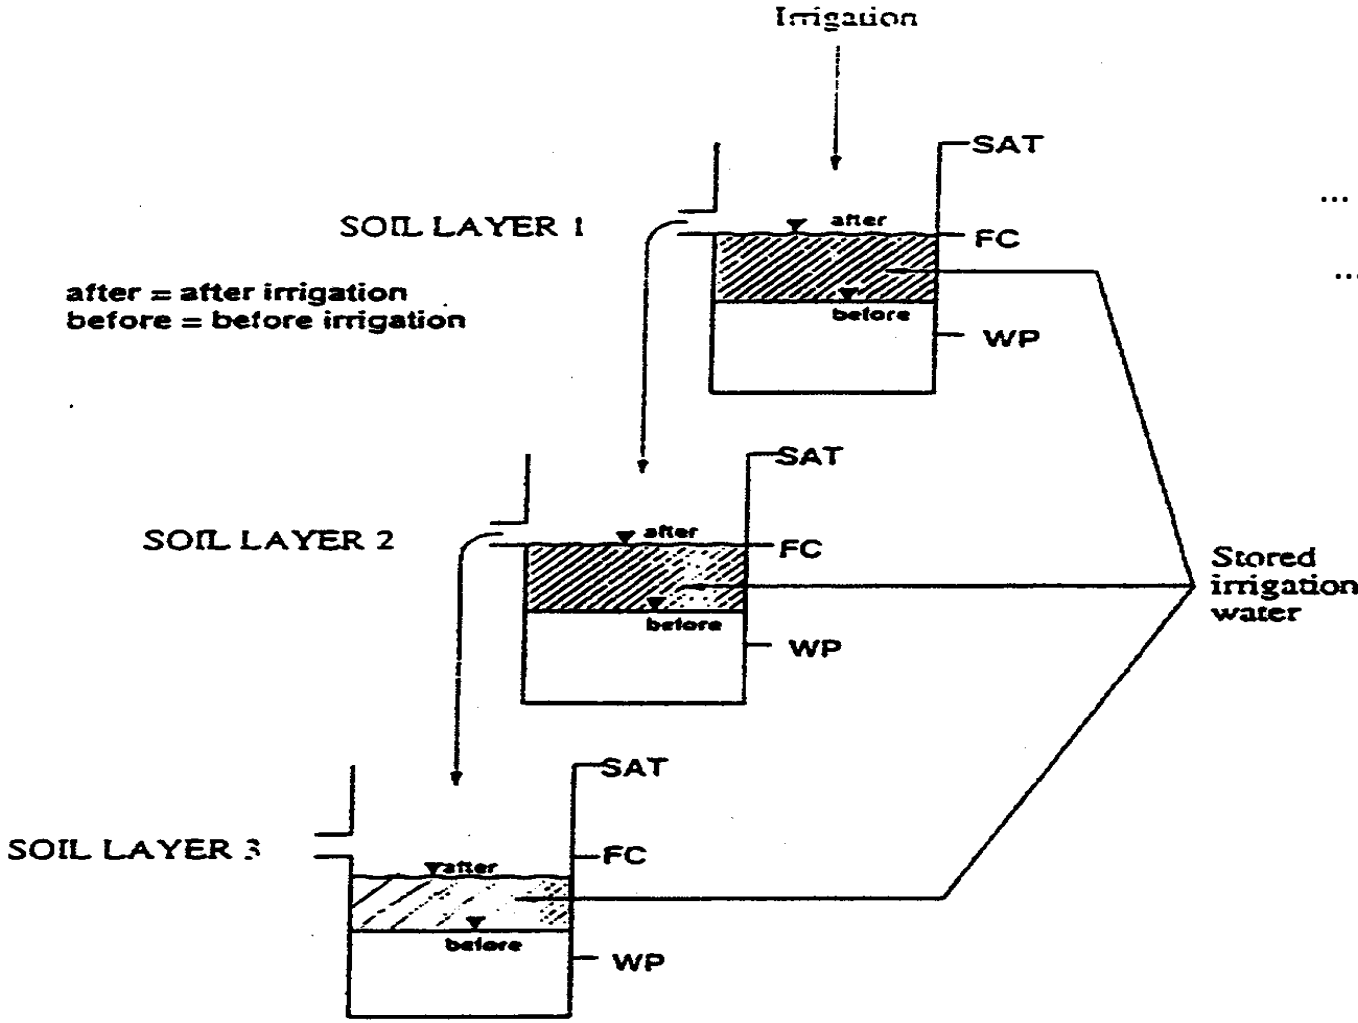 Irrigation
SAT
...
SOIL LAYER 1
after
FC
...
after = after irrigation
before = before irrigation
before
WP
SAT
SOIL LAYER 2
after
FC
Stored
irrigation
water
before
WP
SAT
SOIL LAYER 3
after
FC
before
WP